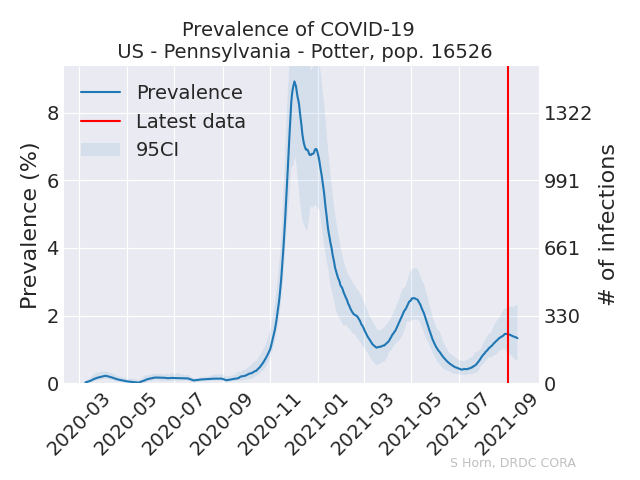 Prevalence of COVID-19
US - Pennsylvania - Potter, pop. 16526
Prevalence
Latest data
95CI
Prevalence (%)
8
6
4
2
0
1322
991
661
330
0
# of infections
2020-03
2020-05
2020-07
2020-09
2020-11
2021-01
2021-03
2021-05
2021-07
2021-09
S Horn, DRDC CORA